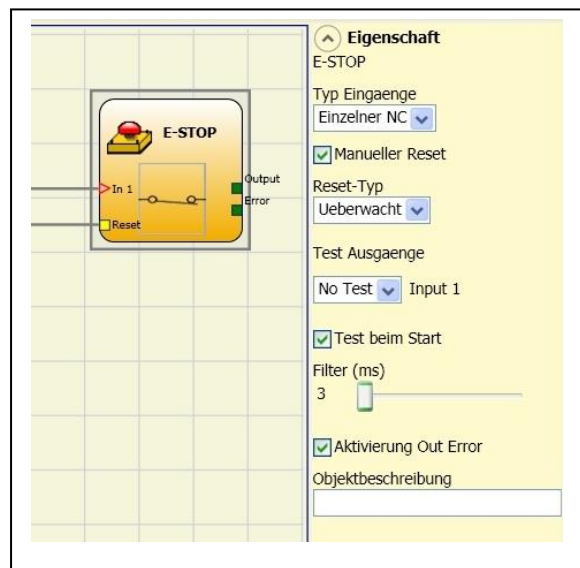 E-STOP
In 1
Output
Error
Reset
Eigenschaft
E-STOP
Typ Eingaenge
Einzelner NC
Manueller Reset
Reset-Typ
Ueberwacht
Test Ausgaenge
No Test Input 1
Test beim Start
Filter (ms)
3
Aktivierung Out Error
Objektbeschreibung